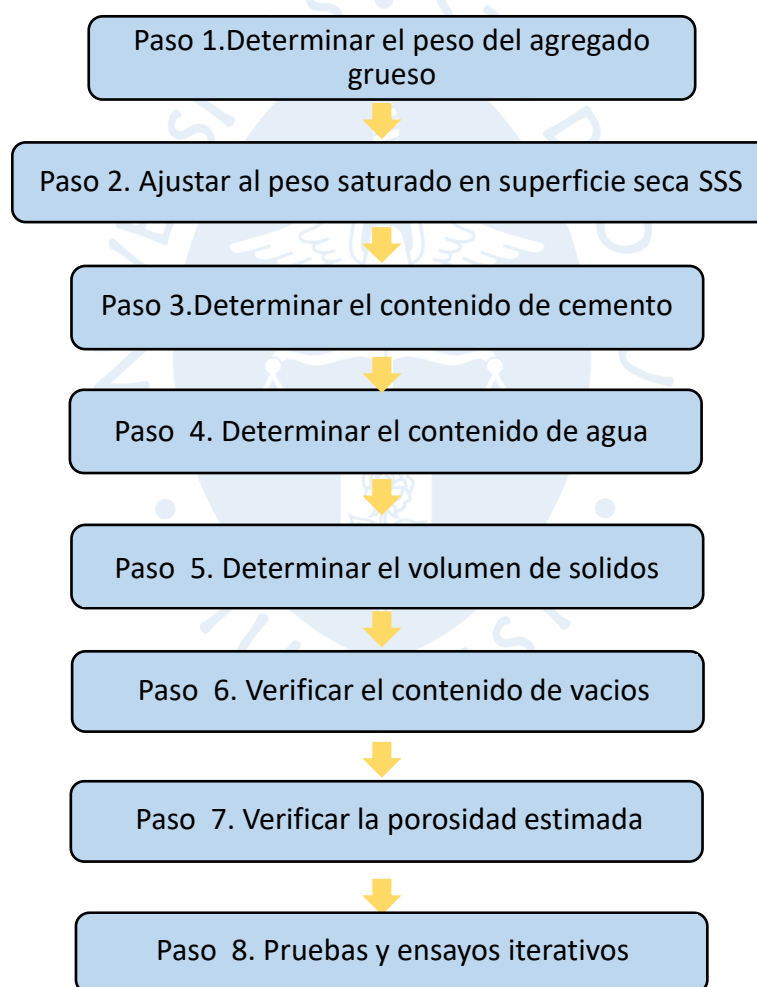 Paso 1.Determinar el peso del agregado
grueso
Paso 2. Ajustar al peso saturado en superficie seca SSS
Paso 3.Determinar el contenido de cemento
Paso 4. Determinar el contenido de agua
Paso 5. Determinar el volumen de solidos
Paso 6. Verificar el contenido de vacios
Paso 7. Verificar la porosidad estimada
Paso 8. Pruebas y ensayos iterativos